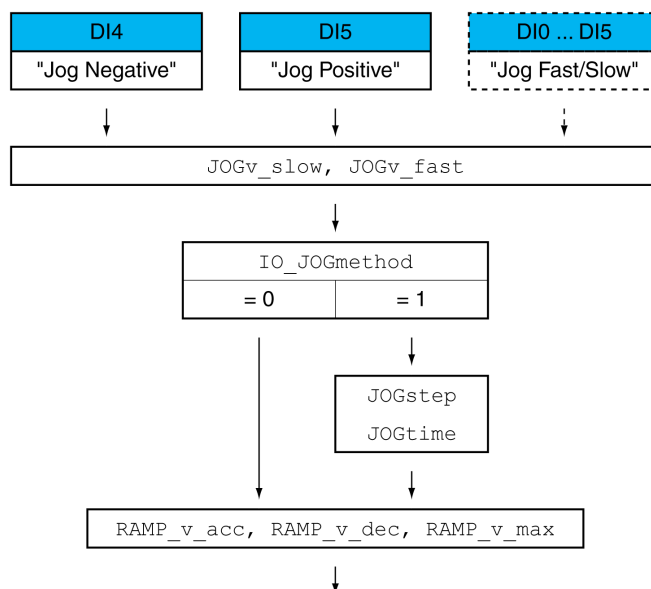 DI4
DI5
DI0 ... DI5
"Jog Negative"
"Jog Positive"
"Jog Fast/Slow"
JOGv_slow, JOGv_fast
IO_JOGmethod
= 0
= 1
JOGstep
JOGtime
RAMP_v_acc, RAMP_v_dec, RAMP_v_max